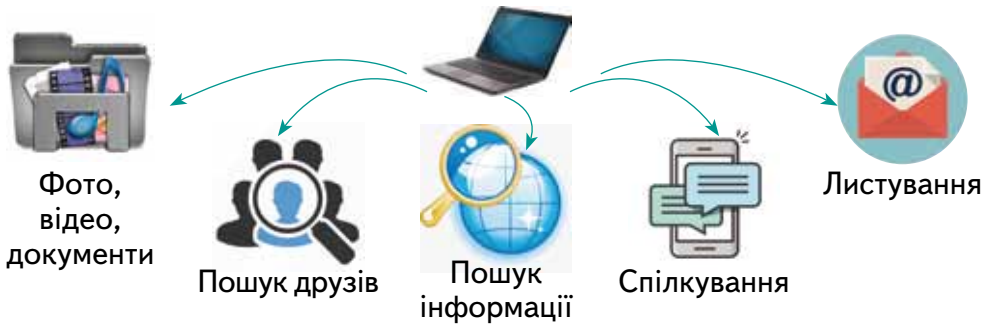 Фото,
відео,
документи
Пошук друзів
Пошук
інформації
Спілкування
@
Листування